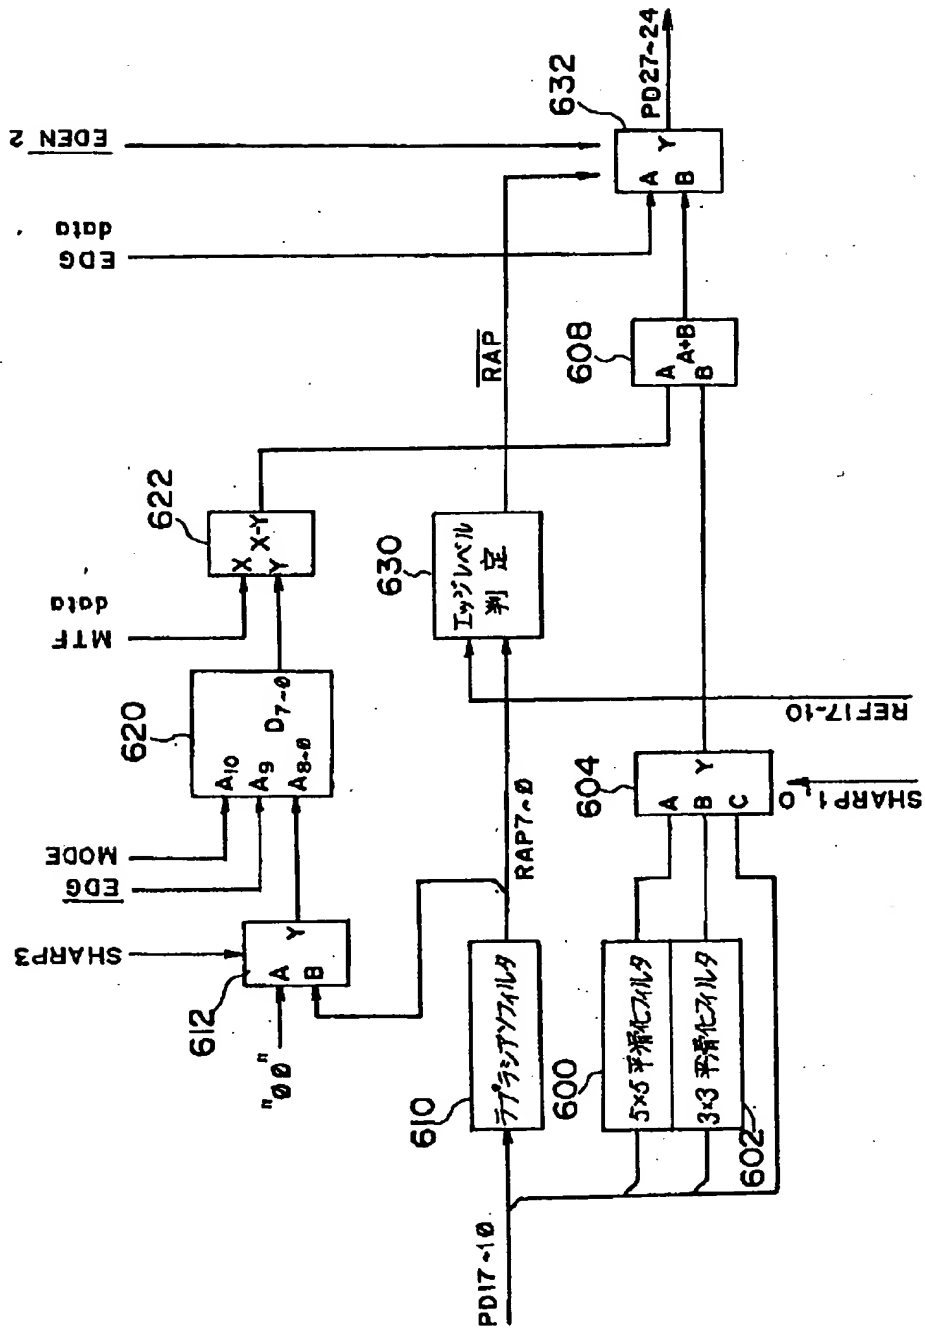 PD17~10
610
ラプラシアンフィルタ
600
5×5平滑化フィルタ
3×3平滑化フィルタ
602
"00"
612
A
B
Y
SHARP3
EDG
MODE
620
A10
A9
A8~0
D7~0
MTF
data
622
X
Y
X-Y
RAP7~0
630
エッジレベル
判定
REF17~10
604
A
B
C
Y
SHARP1,0
RAP
608
A
B
A+B
EDG
data
EDEN 2
632
A
B
Y
PD27~24